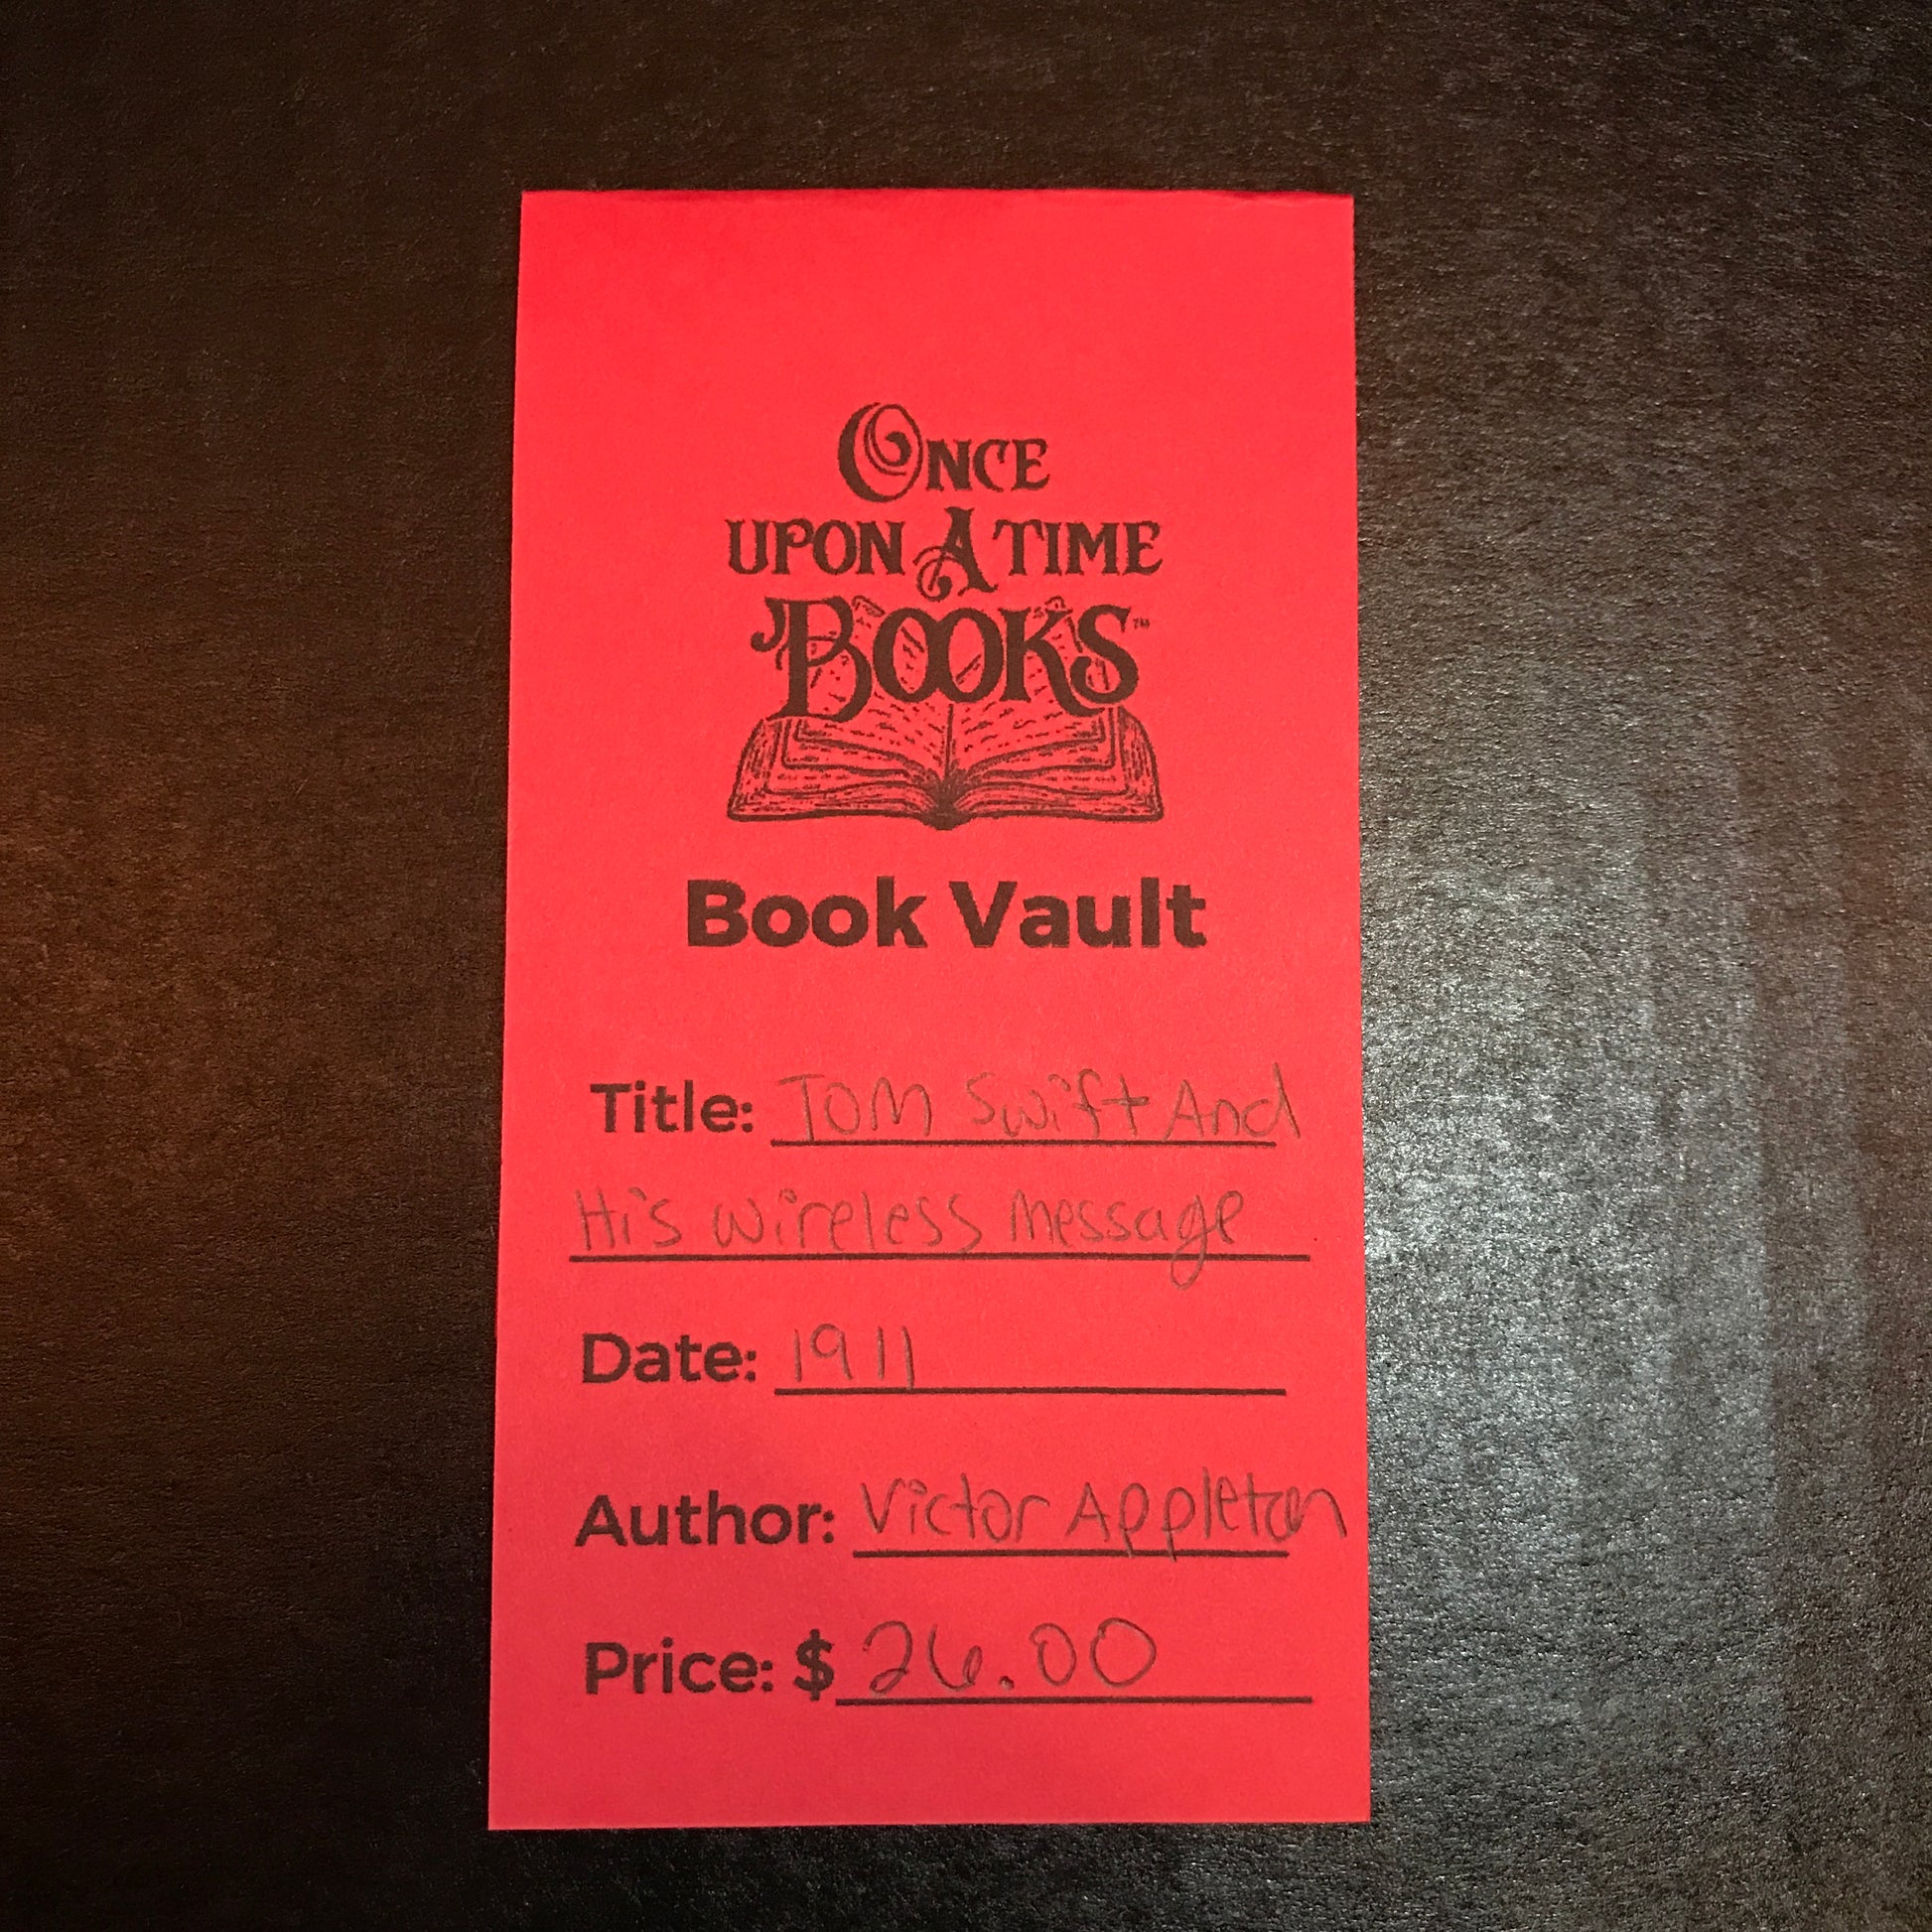 Once
upon A Time
Books™
Book Vault
Title: Tom Swift And
His wireless message
Date: 1911
Author: Victor Appleton
Price: $ 26.00